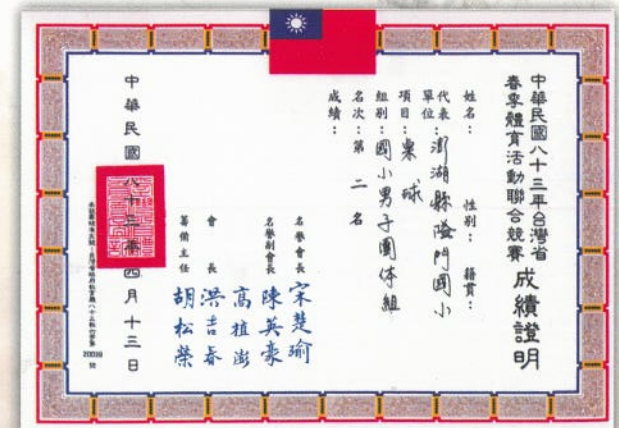 中華民國八十三年台灣省
春季體育活動聯合競賽
成績證明
姓名：　性別：　籍貫：
代表單位：澎湖縣隘門國小
項目：桌球
組別：國小男子團体組
名次：第二名
成績：
名譽會長 宋楚瑜
名譽副會長 陳英豪
高植澎
會長 洪吉春
籌備主任 胡松榮
中華民國八十三年四月十三日
20039 號